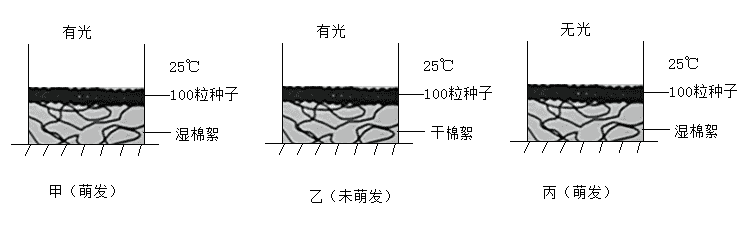 有光
25℃
100粒种子
湿棉絮
甲（萌发）
有光
25℃
100粒种子
干棉絮
乙（未萌发）
无光
25℃
100粒种子
湿棉絮
丙（萌发）